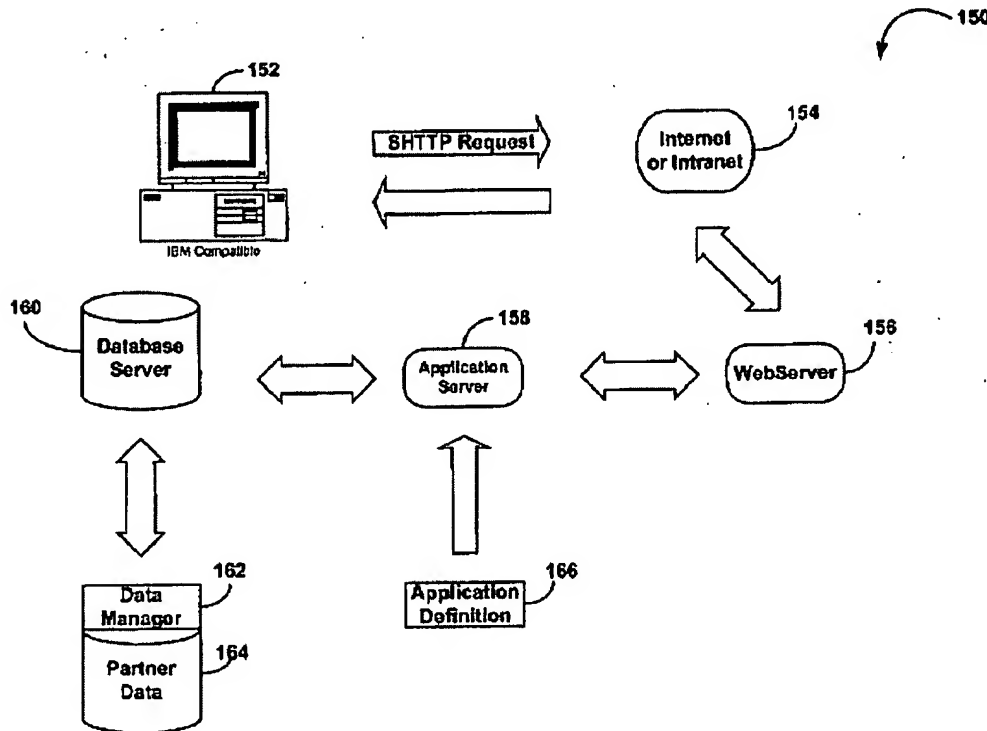 150
152
SHTTP Request
Internet
or Intranet
154
IBM Compatible
160
Database
Server
158
Application
Server
156
WebServer
162
Data
Manager
164
Partner
Data
166
Application
Definition